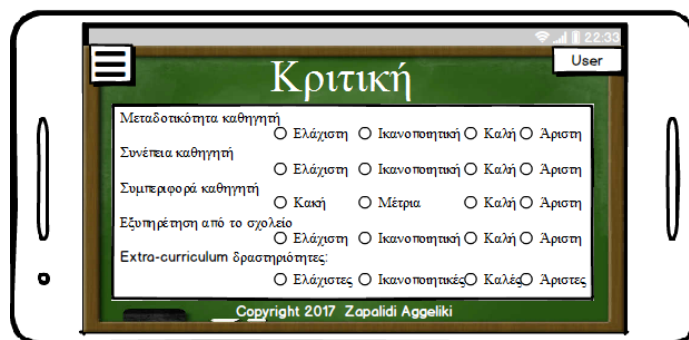 22:33
User
Κριτική
Μεταδοτικότητα καθηγητή
Ελάχιστη Ικανοποιητική Καλή Άριστη
Συνέπεια καθηγητή
Ελάχιστη Ικανοποιητική Καλή Άριστη
Συμπεριφορά καθηγητή
Κακή Μέτρια Καλή Άριστη
Εξυπηρέτηση από το σχολείο
Ελάχιστη Ικανοποιητική Καλή Άριστη
Extra-curriculum δραστηριότητες:
Ελάχιστες Ικανοποιητικές Καλές Άριστες
Copyright 2017 Zapalidi Aggeliki